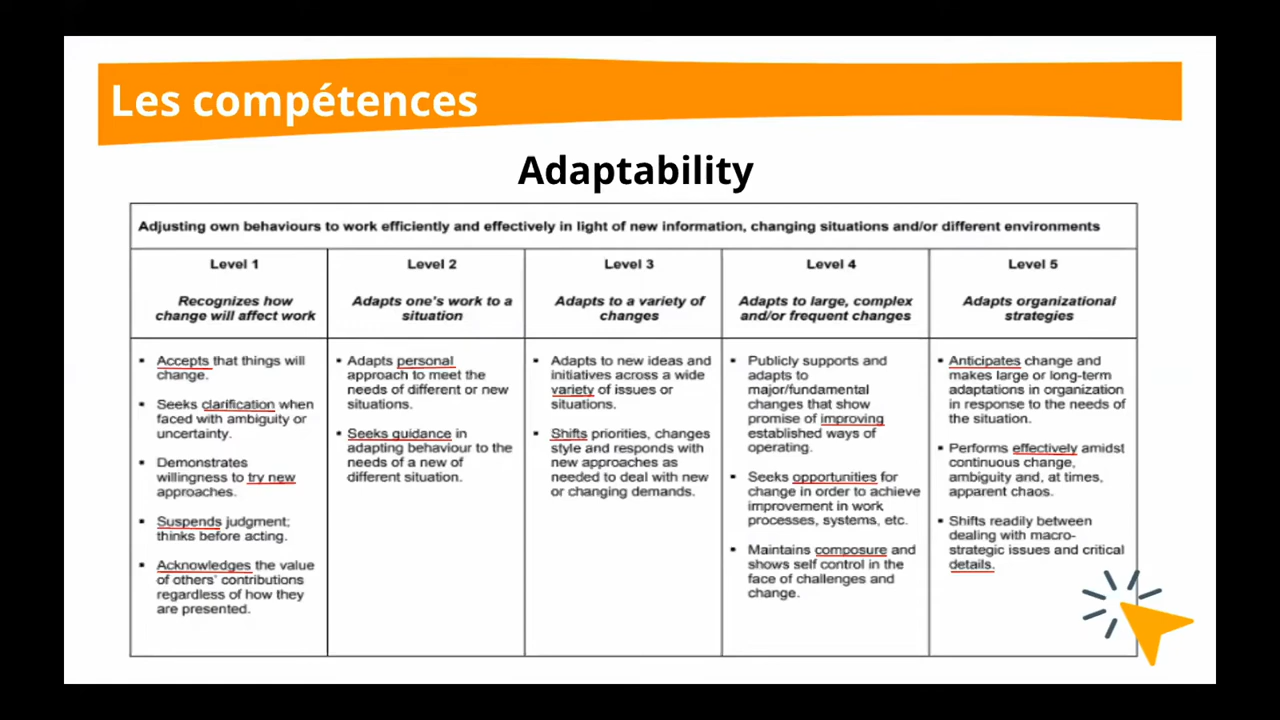 Les compétences
Adaptability
Adjusting own behaviours to work efficiently and effectively in light of new information, changing situations and/or different environments
Level 1
Recognizes how
change will affect work
▪ Accepts that things will
change.
▪ Seeks clarification when
faced with ambiguity or
uncertainty.
▪ Demonstrates
willingness to try new
approaches.
▪ Suspends judgment;
thinks before acting.
▪ Acknowledges the value
of others' contributions
regardless of how they
are presented.
Level 2
Adapts one's work to a
situation
▪ Adapts personal
approach to meet the
needs of different or new
situations.
▪ Seeks guidance in
adapting behaviour to the
needs of a new of
different situation.
Level 3
Adapts to a variety of
changes
▪ Adapts to new ideas and
initiatives across a wide
variety of issues or
situations.
▪ Shifts priorities, changes
style and responds with
new approaches as
needed to deal with new
or changing demands.
Level 4
Adapts to large, complex
and/or frequent changes
▪ Publicly supports and
adapts to
major/fundamental
changes that show
promise of improving
established ways of
operating.
▪ Seeks opportunities for
change in order to achieve
improvement in work
processes, systems, etc.
▪ Maintains composure and
shows self control in the
face of challenges and
change.
Level 5
Adapts organizational
strategies
▪ Anticipates change and
makes large or long-term
adaptations in organization
in response to the needs of
the situation.
▪ Performs effectively amidst
continuous change,
ambiguity and, at times,
apparent chaos.
▪ Shifts readily between
dealing with macro-
strategic issues and critical
details.